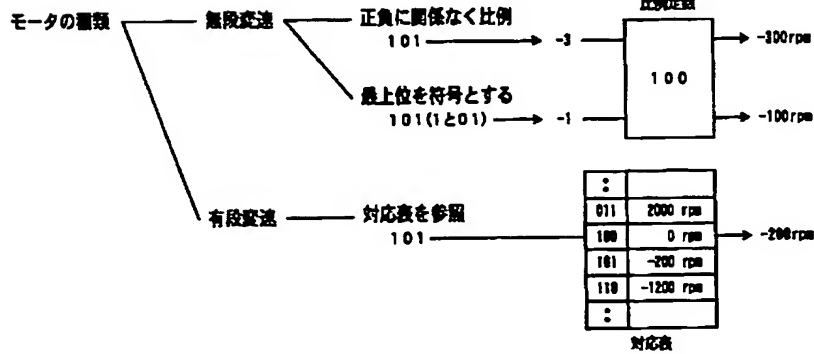 比例定数
モータの種類
無段変速
正負に関係なく比例
101
-3
-300rpm
100
最上位を符号とする
101(1と01)
-1
-100rpm
有段変速
対応表を参照
101
:
011 2000 rpm
100 0 rpm
-200rpm
101 -200 rpm
110 -1200 rpm
:
対応表